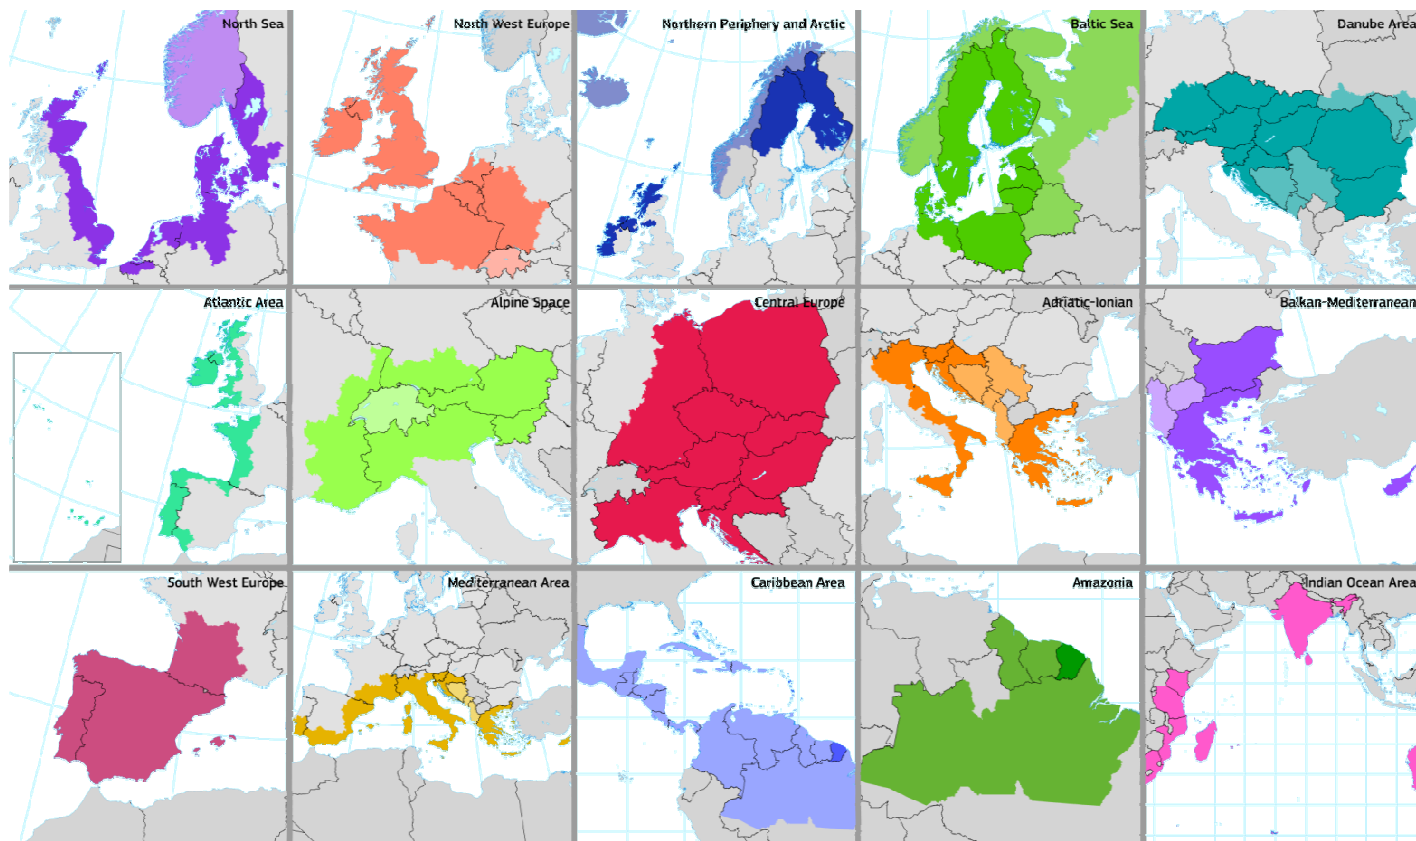 North Sea
North West Europe
Northern Periphery and Arctic
Baltic Sea
Danube Area
Atlantic Area
Alpine Space
Central Europe
Adriatic-Ionian
Balkan-Mediterranean
South West Europe
Mediterranean Area
Caribbean Area
Amazonia
Indian Ocean Area